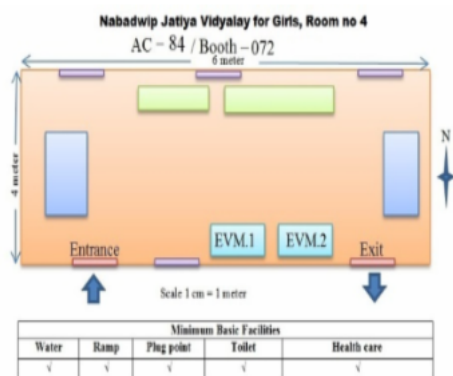 Nabadwip Jatiya Vidyalay for Girls, Room no 4
AC – 84 / Booth – 072
6 meter
4 meter
N
EVM.1 EVM.2
Entrance Exit
Scale 1 cm = 1 meter
Minimum Basic Facilities
Water Ramp Plug point Toilet Health care
√ √ √ √ √